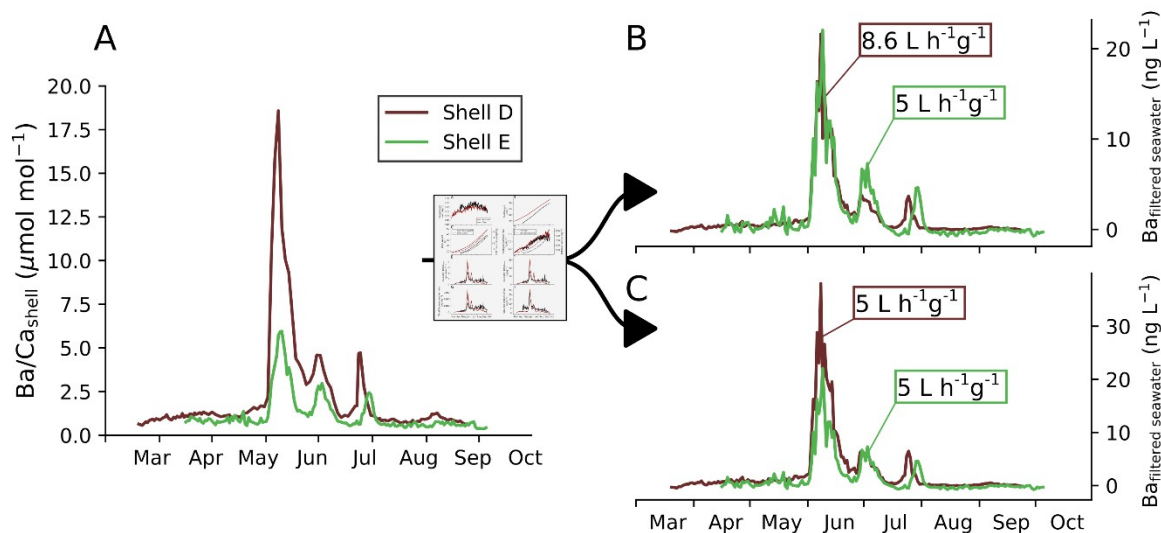 A
20.0
17.5
15.0
12.5
10.0
7.5
5.0
2.5
0.0
Ba/Ca_shell (μmol mol⁻¹)
Shell D
Shell E
Mar Apr May Jun Jul Aug Sep Oct
B
8.6 L h⁻¹g⁻¹
5 L h⁻¹g⁻¹
20
10
0
Ba_filtered seawater (ng L⁻¹)
C
5 L h⁻¹g⁻¹
5 L h⁻¹g⁻¹
30
20
10
0
Ba_filtered seawater (ng L⁻¹)
Mar Apr May Jun Jul Aug Sep Oct